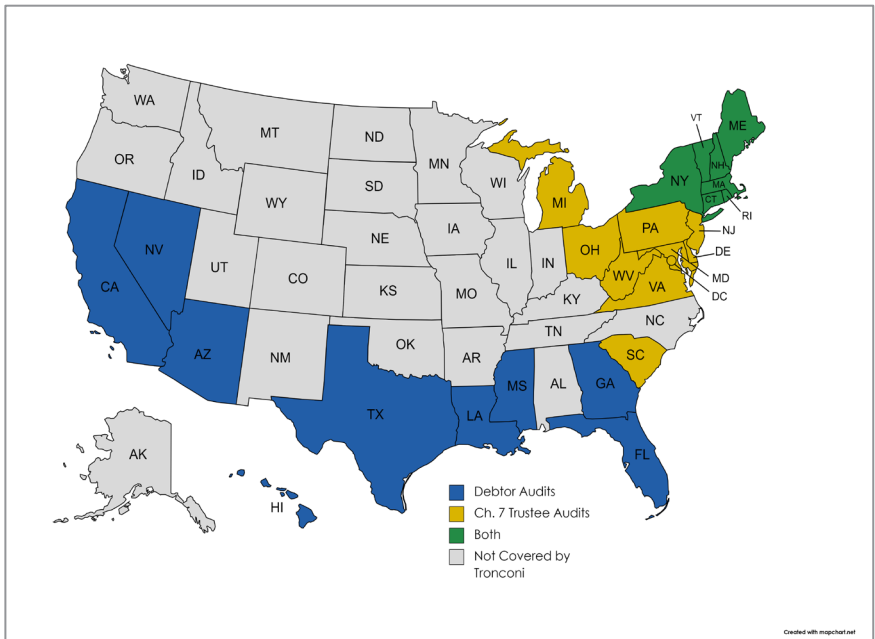 WA
OR
ID
MT
ND
MN
SD
WY
NE
IA
WI
MI
NV
UT
CO
KS
MO
IL
IN
OH
KY
WV
VA
PA
NY
VT
NH
ME
MA
CT
RI
NJ
DE
MD
DC
CA
AZ
NM
OK
AR
TN
NC
SC
MS
AL
GA
LA
TX
FL
AK
HI
Debtor Audits
Ch. 7 Trustee Audits
Both
Not Covered by
Tronconi
Created with mapchart.net